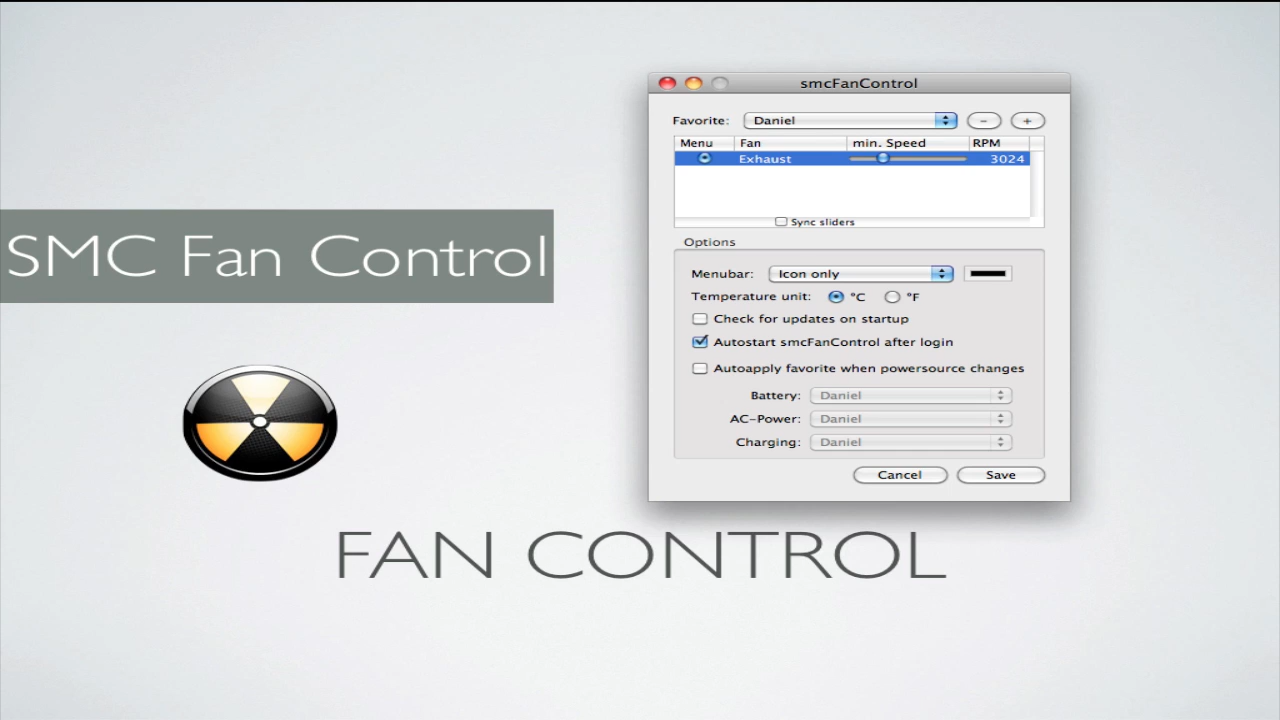 smcFanControl
Favorite: Daniel - +
Menu Fan min. Speed RPM
Exhaust 3024
Sync sliders
SMC Fan Control
Options
Menubar: Icon only
Temperature unit: °C °F
Check for updates on startup
Autostart smcFanControl after login
Autoapply favorite when powersource changes
Battery: Daniel
AC-Power: Daniel
Charging: Daniel
Cancel Save
FAN CONTROL